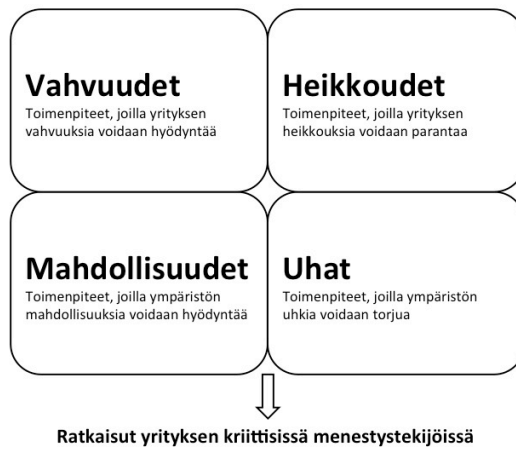 Vahvuudet
Toimenpiteet, joilla yrityksen
vahvuuksia voidaan hyödyntää
Heikkoudet
Toimenpiteet, joilla yrityksen
heikkouksia voidaan parantaa
Mahdollisuudet
Toimenpiteet, joilla ympäristön
mahdollisuuksia voidaan hyödyntää
Uhat
Toimenpiteet, joilla ympäristön
uhkia voidaan torjua
Ratkaisut yrityksen kriittisissä menestystekijöissä